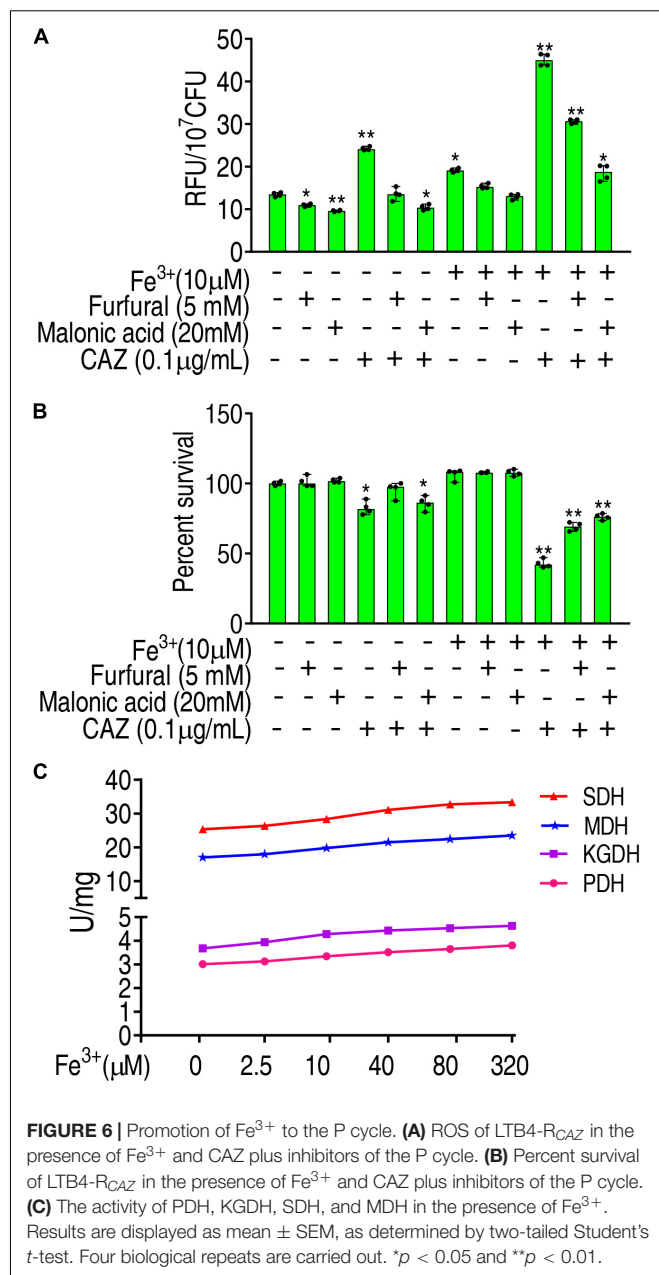 A
RFU/10⁷CFU
50
40
30
20
10
0
* ** ** * * ** ** *
Fe³⁺(10μM) - - - - - - + + + + + +
Furfural (5 mM) - + - - + - - + - - + -
Malonic acid (20mM) - - + - - + - - + - - +
CAZ (0.1μg/mL) - - - + + + - - - + + +
B
Percent survival
150
100
50
0
* * ** ** **
Fe³⁺(10μM) - - - - - - + + + + + +
Furfural (5 mM) - + - - + - - + - - + -
Malonic acid (20mM) - - + - - + - - + - - +
CAZ (0.1μg/mL) - - - + + + - - - + + +
C
U/mg
40
30
20
10
5
4
3
2
1
0
SDH
MDH
KGDH
PDH
Fe³⁺(μM) 0 2.5 10 40 80 320
FIGURE 6 | Promotion of Fe³⁺ to the P cycle. (A) ROS of LTB4-R_CAZ in the
presence of Fe³⁺ and CAZ plus inhibitors of the P cycle. (B) Percent survival
of LTB4-R_CAZ in the presence of Fe³⁺ and CAZ plus inhibitors of the P cycle.
(C) The activity of PDH, KGDH, SDH, and MDH in the presence of Fe³⁺.
Results are displayed as mean ± SEM, as determined by two-tailed Student's
t-test. Four biological repeats are carried out. *p < 0.05 and **p < 0.01.